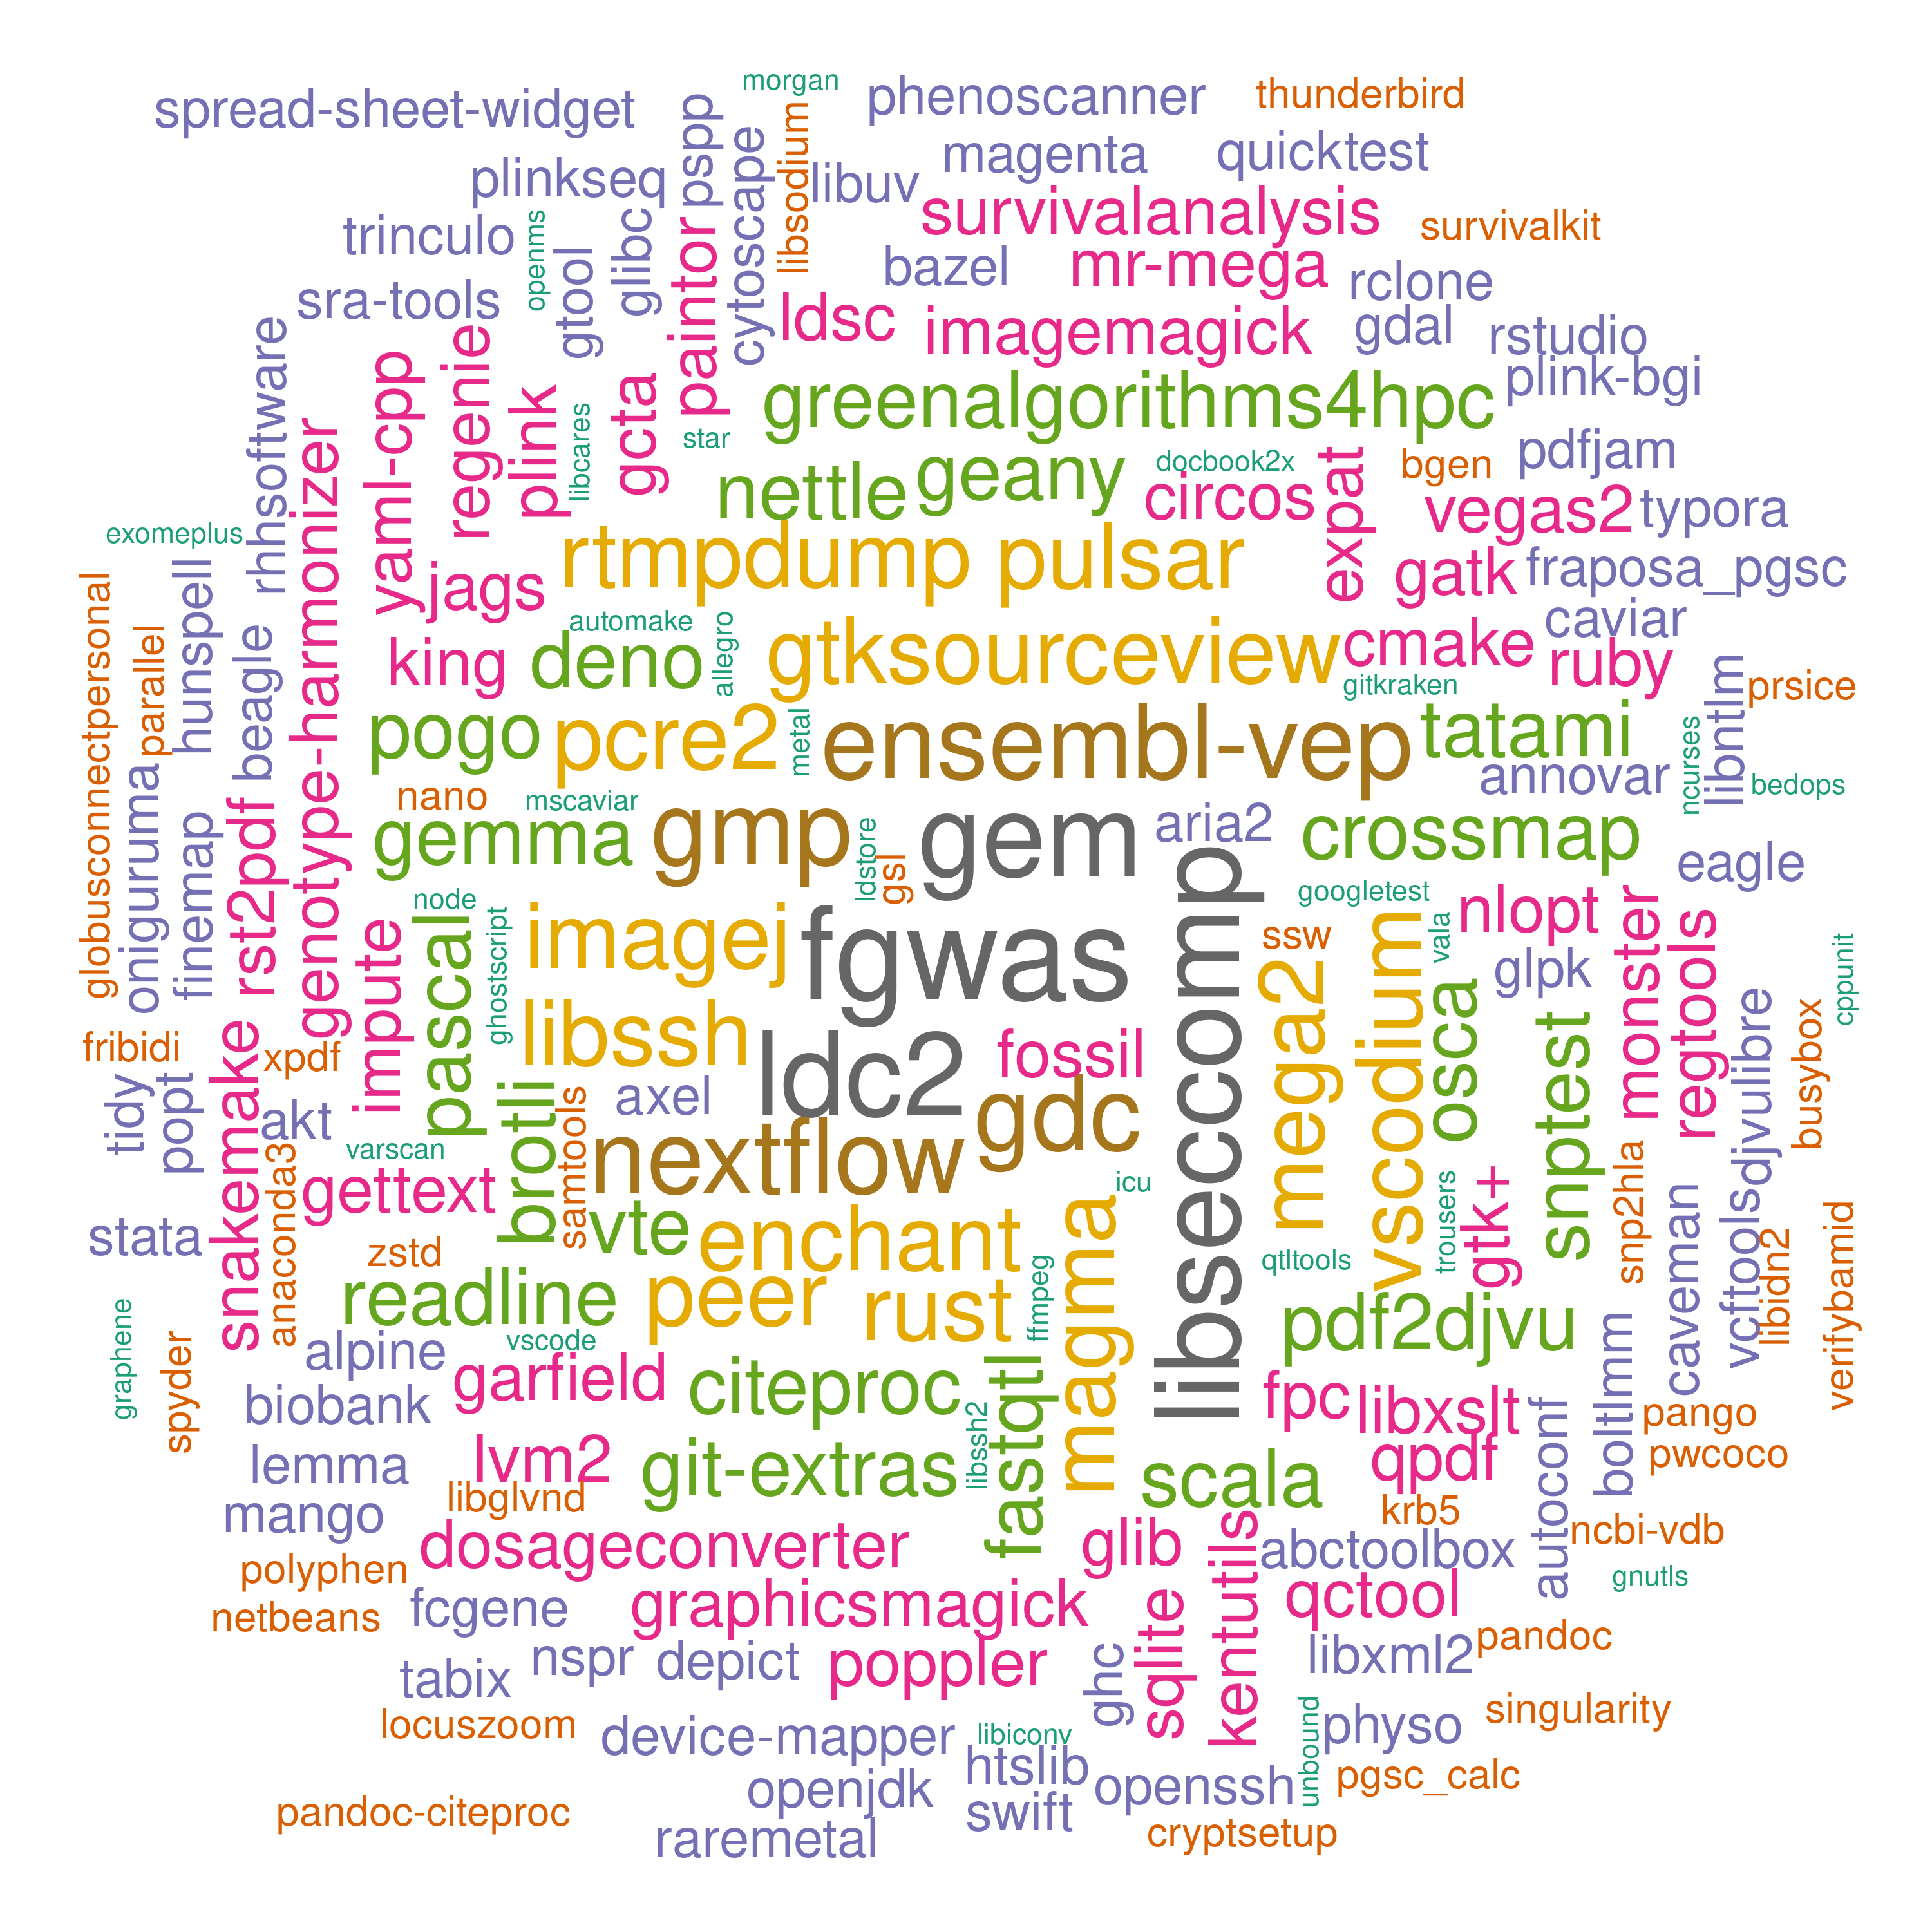 morgan
spread-sheet-widget
phenoscanner
thunderbird
pspp
libsodium
magenta
quicktest
plinkseq
cytoscape
libuv
survivalanalysis
survivalkit
trinculo
openms
glibc
paintor
bazel
mr-mega
rclone
sra-tools
gtool
ldsc
imagemagick
gdal
rstudio
rhhsoftware
yaml-cpp
regenie
plink
libcares
gcta
star
greenalgorithms4hpc
plink-bgi
genotype-harmonizer
nettle
geany
docbook2x
circos
expat
bgen
pdfjam
vegas2
typora
exomeplus
rtmpdump
pulsar
jags
gatk
fraposa_pgsc
globusconnectpersonal
parallel
hunspell
beagle
automake
allegro
caviar
king
deno
gtksourceview
cmake
ruby
gitkraken
libntlm
prsice
pogo
pcre2
metal
ensembl-vep
tatami
ncurses
annovar
bedops
oniguruma
finemap
rst2pdf
nano
mscaviar
gemma
gmp
ldstore
gsl
gem
aria2
crossmap
eagle
libseccomp
googletest
node
impute
pascal
ghostscript
imagej
fgwas
ssw
mega2
vscodium
vala
nlopt
monster
regtools
cppunit
osca
glpk
snptest
djvulibre
busybox
fribidi
xpdf
libssh
ldc2
fossil
tidy
popt
snakemake
akt
brotli
samtools
axel
gdc
varscan
anaconda3
gettext
nextflow
icu
trousers
gtk+
snp2hla
caveman
vcftools
libidn2
verifybamid
stata
zstd
vte
enchant
magma
qtltools
readline
peer
rust
ffmpeg
pdf2djvu
graphene
spyder
alpine
vscode
garfield
citeproc
fastqtl
fpc
libxslt
autoconf
boltlmm
pango
biobank
lemma
lvm2
git-extras
libssh2
scala
qpdf
pwcoco
mango
libglvnd
krb5
ncbi-vdb
polyphen
dosageconverter
glib
kentutils
abctoolbox
gnutls
netbeans
fcgene
graphicsmagick
sqlite
qctool
pandoc
tabix
nspr
depict
poppler
ghc
libxml2
locuszoom
device-mapper
libiconv
unbound
physo
singularity
htslib
openjdk
openssh
pgsc_calc
pandoc-citeproc
swift
raremetal
cryptsetup